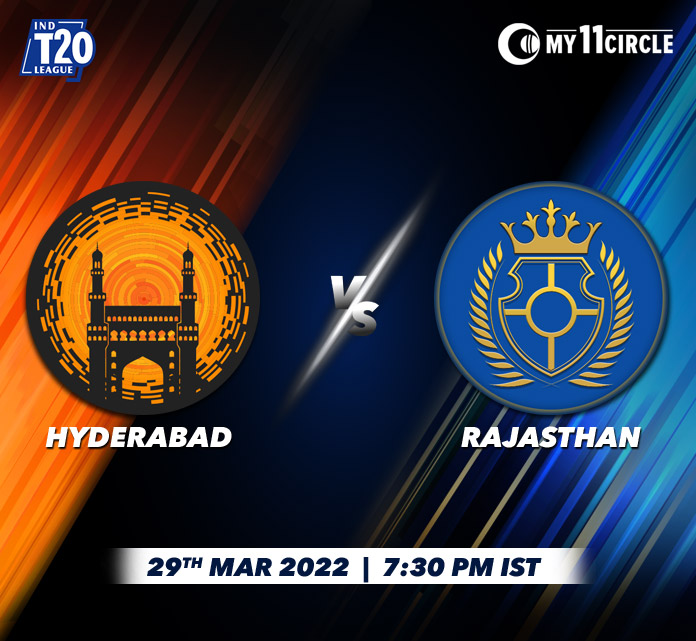 IND
T20
LEAGUE
MY11CIRCLE
VS
HYDERABAD
RAJASTHAN
29TH MAR 2022 | 7:30 PM IST